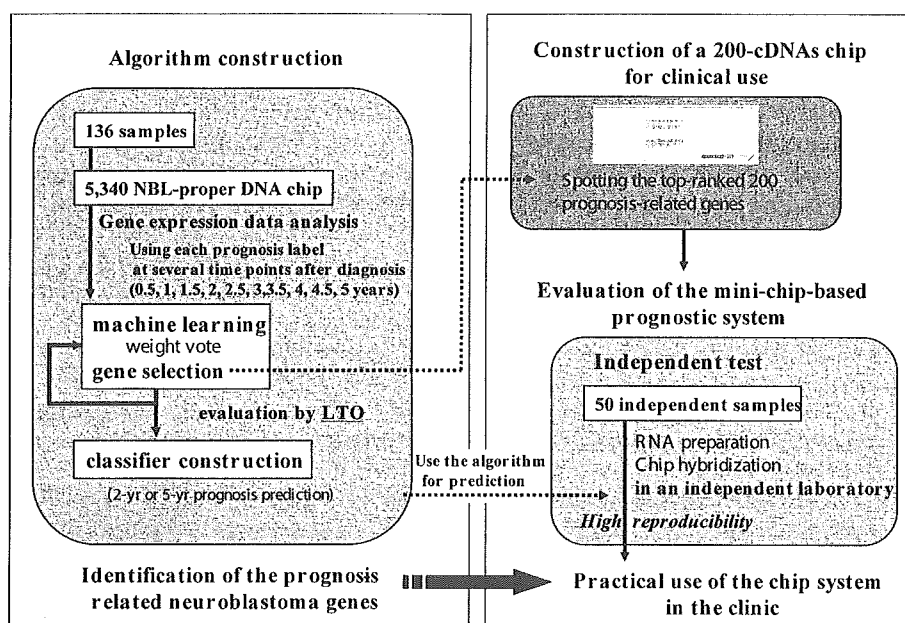 Algorithm construction
136 samples
5,340 NBL-proper DNA chip
Gene expression data analysis
Using each prognosis label
at several time points after diagnosis
(0.5, 1, 1.5, 2, 2.5, 3,3.5, 4, 4.5, 5 years)
machine learning
weight vote
gene selection
evaluation by LTO
classifier construction
(2-yr or 5-yr prognosis prediction)
Identification of the prognosis
related neuroblastoma genes
Use the algorithm
for prediction
Construction of a 200-cDNAs chip
for clinical use
Spotting the top-ranked 200
prognosis-related genes
Evaluation of the mini-chip-based
prognostic system
Independent test
50 independent samples
RNA preparation
Chip hybridization
in an independent laboratory
High reproducibility
Practical use of the chip system
in the clinic